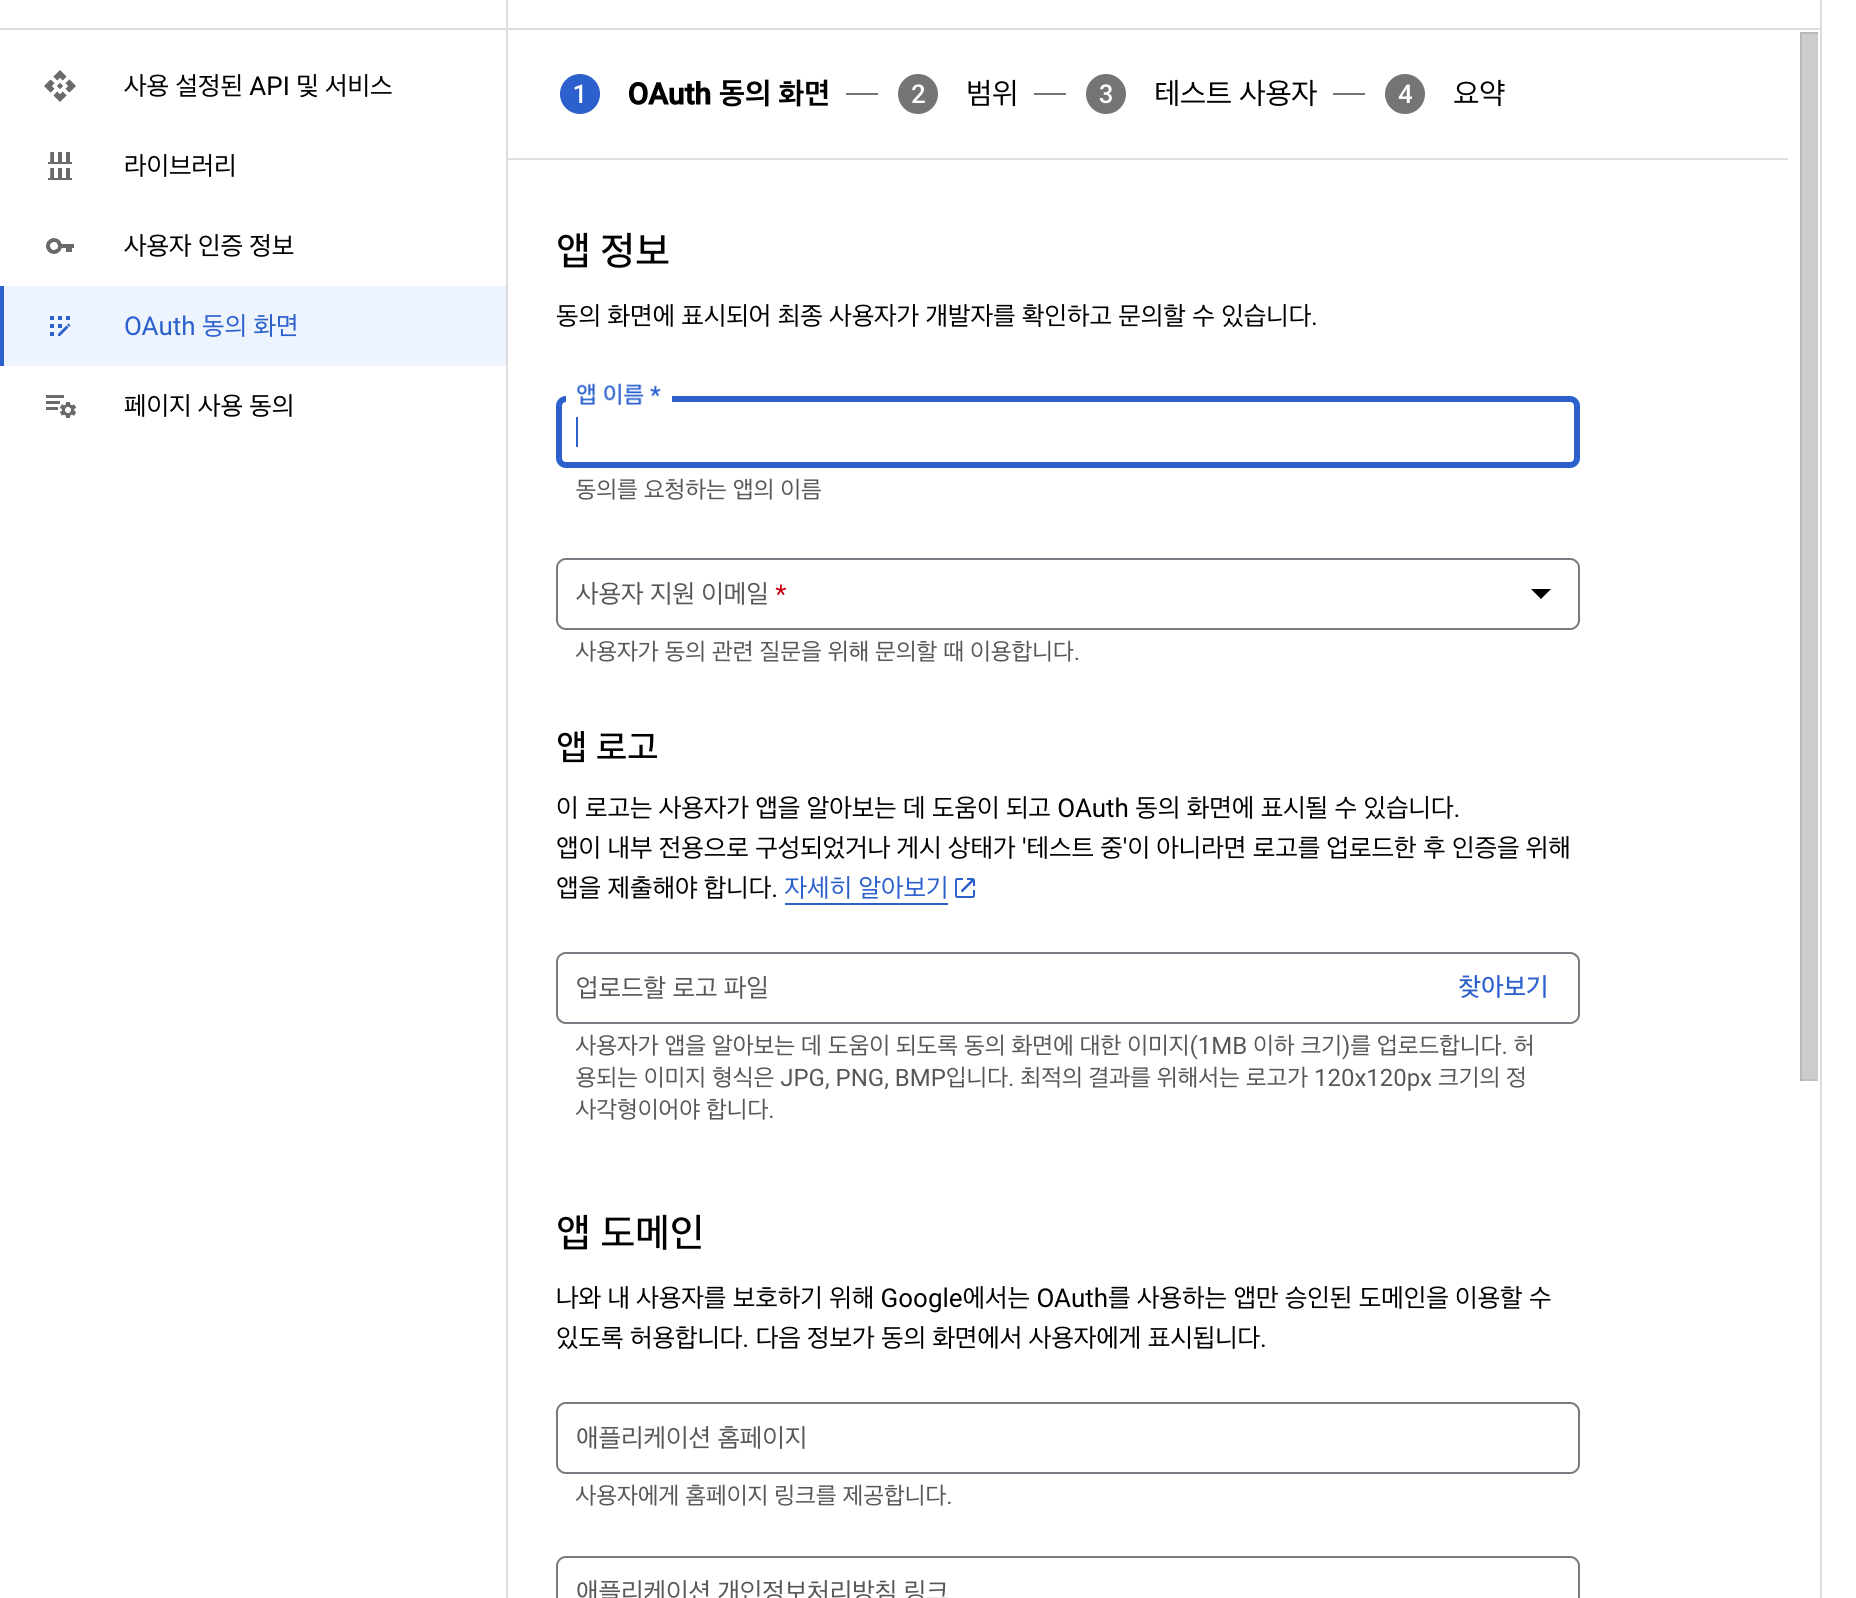 사용 설정된 API 및 서비스
라이브러리
사용자 인증 정보
OAuth 동의 화면
페이지 사용 동의
1 OAuth 동의 화면 — 2 범위 — 3 테스트 사용자 — 4 요약
앱 정보
동의 화면에 표시되어 최종 사용자가 개발자를 확인하고 문의할 수 있습니다.
앱 이름 *
동의를 요청하는 앱의 이름
사용자 지원 이메일 *
사용자가 동의 관련 질문을 위해 문의할 때 이용합니다.
앱 로고
이 로고는 사용자가 앱을 알아보는 데 도움이 되고 OAuth 동의 화면에 표시될 수 있습니다.
앱이 내부 전용으로 구성되었거나 게시 상태가 '테스트 중'이 아니라면 로고를 업로드한 후 인증을 위해
앱을 제출해야 합니다. 자세히 알아보기
업로드할 로고 파일 찾아보기
사용자가 앱을 알아보는 데 도움이 되도록 동의 화면에 대한 이미지(1MB 이하 크기)를 업로드합니다. 허
용되는 이미지 형식은 JPG, PNG, BMP입니다. 최적의 결과를 위해서는 로고가 120x120px 크기의 정
사각형이어야 합니다.
앱 도메인
나와 내 사용자를 보호하기 위해 Google에서는 OAuth를 사용하는 앱만 승인된 도메인을 이용할 수
있도록 허용합니다. 다음 정보가 동의 화면에서 사용자에게 표시됩니다.
애플리케이션 홈페이지
사용자에게 홈페이지 링크를 제공합니다.
애플리케이션 개인정보처리방침 링크